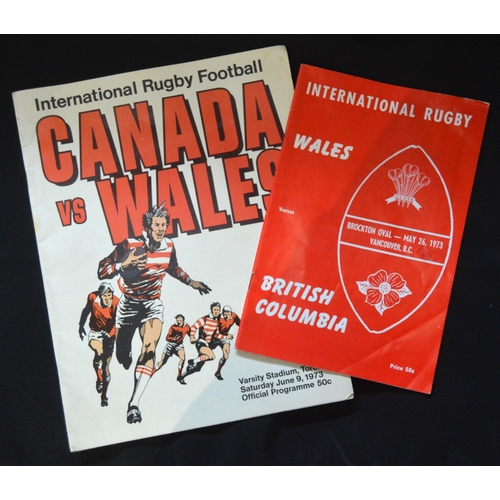 International Rugby Football
CANADA
vs WALES
Varsity Stadium,
Saturday June 9, 1973
Official Programme 50c
INTERNATIONAL RUGBY
WALES
Versus
BROCKTON OVAL — MAY 26, 1973
VANCOUVER, B.C.
BRITISH
COLUMBIA
Price 50c